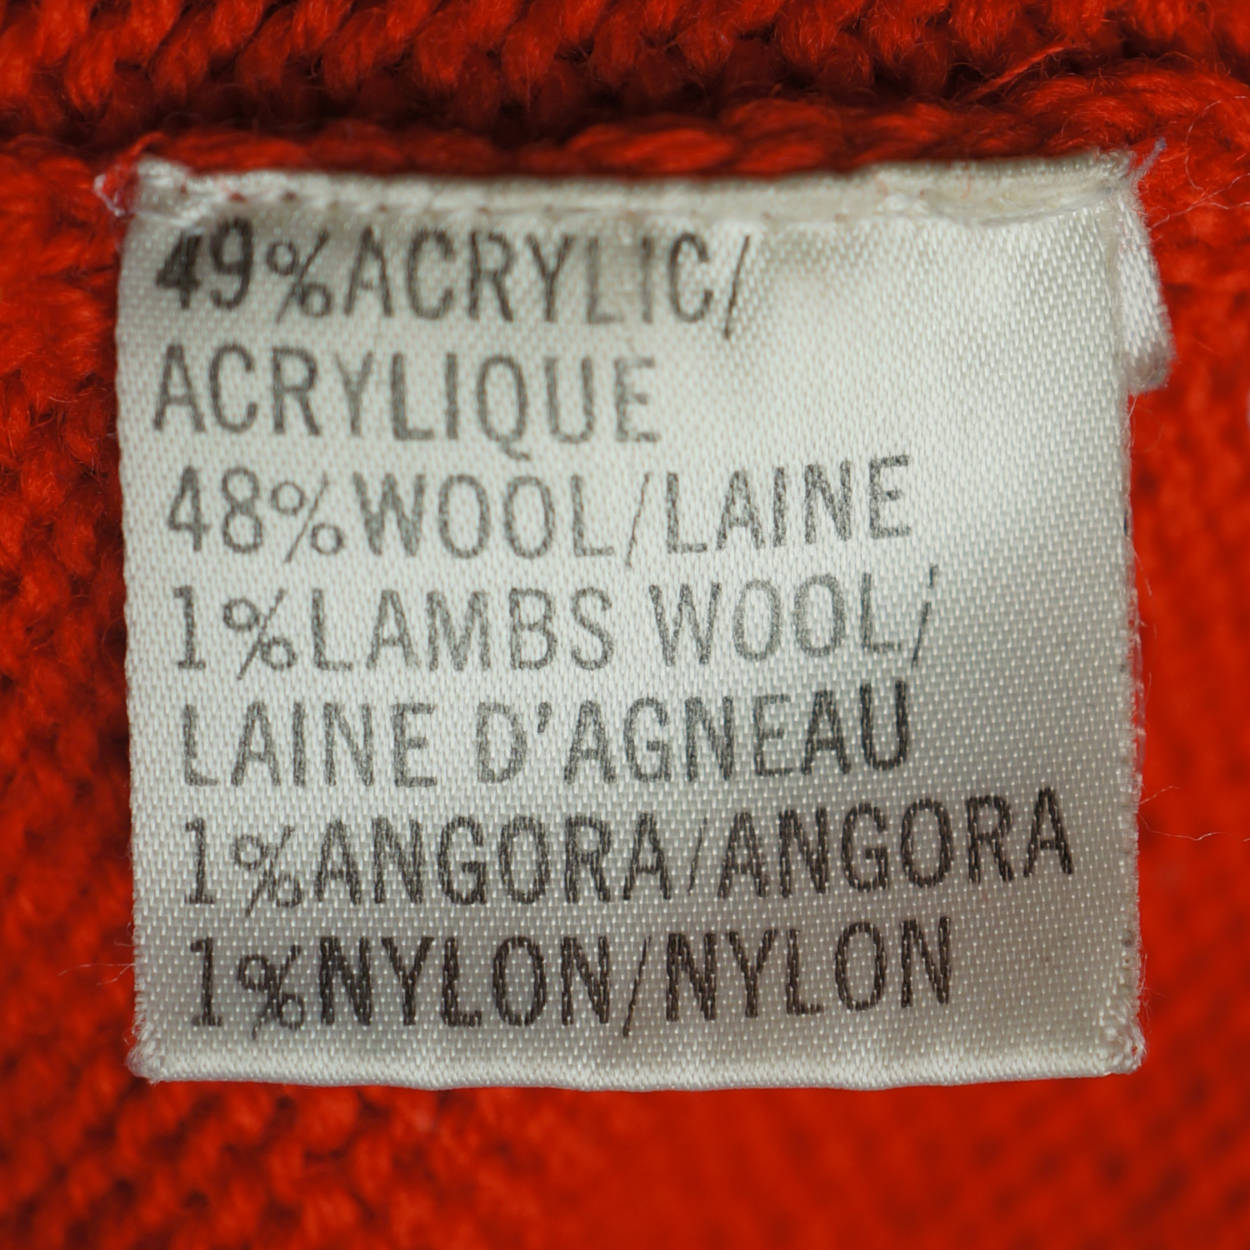 49%ACRYLIC/
ACRYLIQUE
48%WOOL/LAINE
1%LAMBS WOOL/
LAINE D'AGNEAU
1%ANGORA/ANGORA
1%NYLON/NYLON